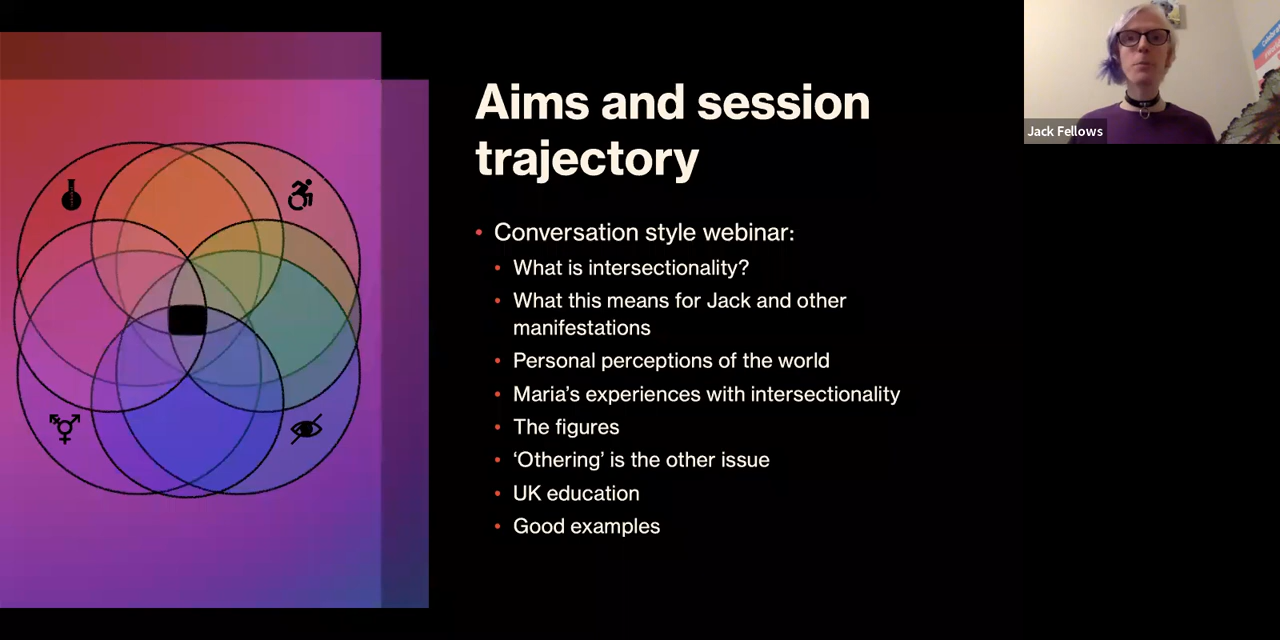 Aims and session
trajectory
• Conversation style webinar:
• What is intersectionality?
• What this means for Jack and other
manifestations
• Personal perceptions of the world
• Maria’s experiences with intersectionality
• The figures
• ‘Othering’ is the other issue
• UK education
• Good examples
Jack Fellows